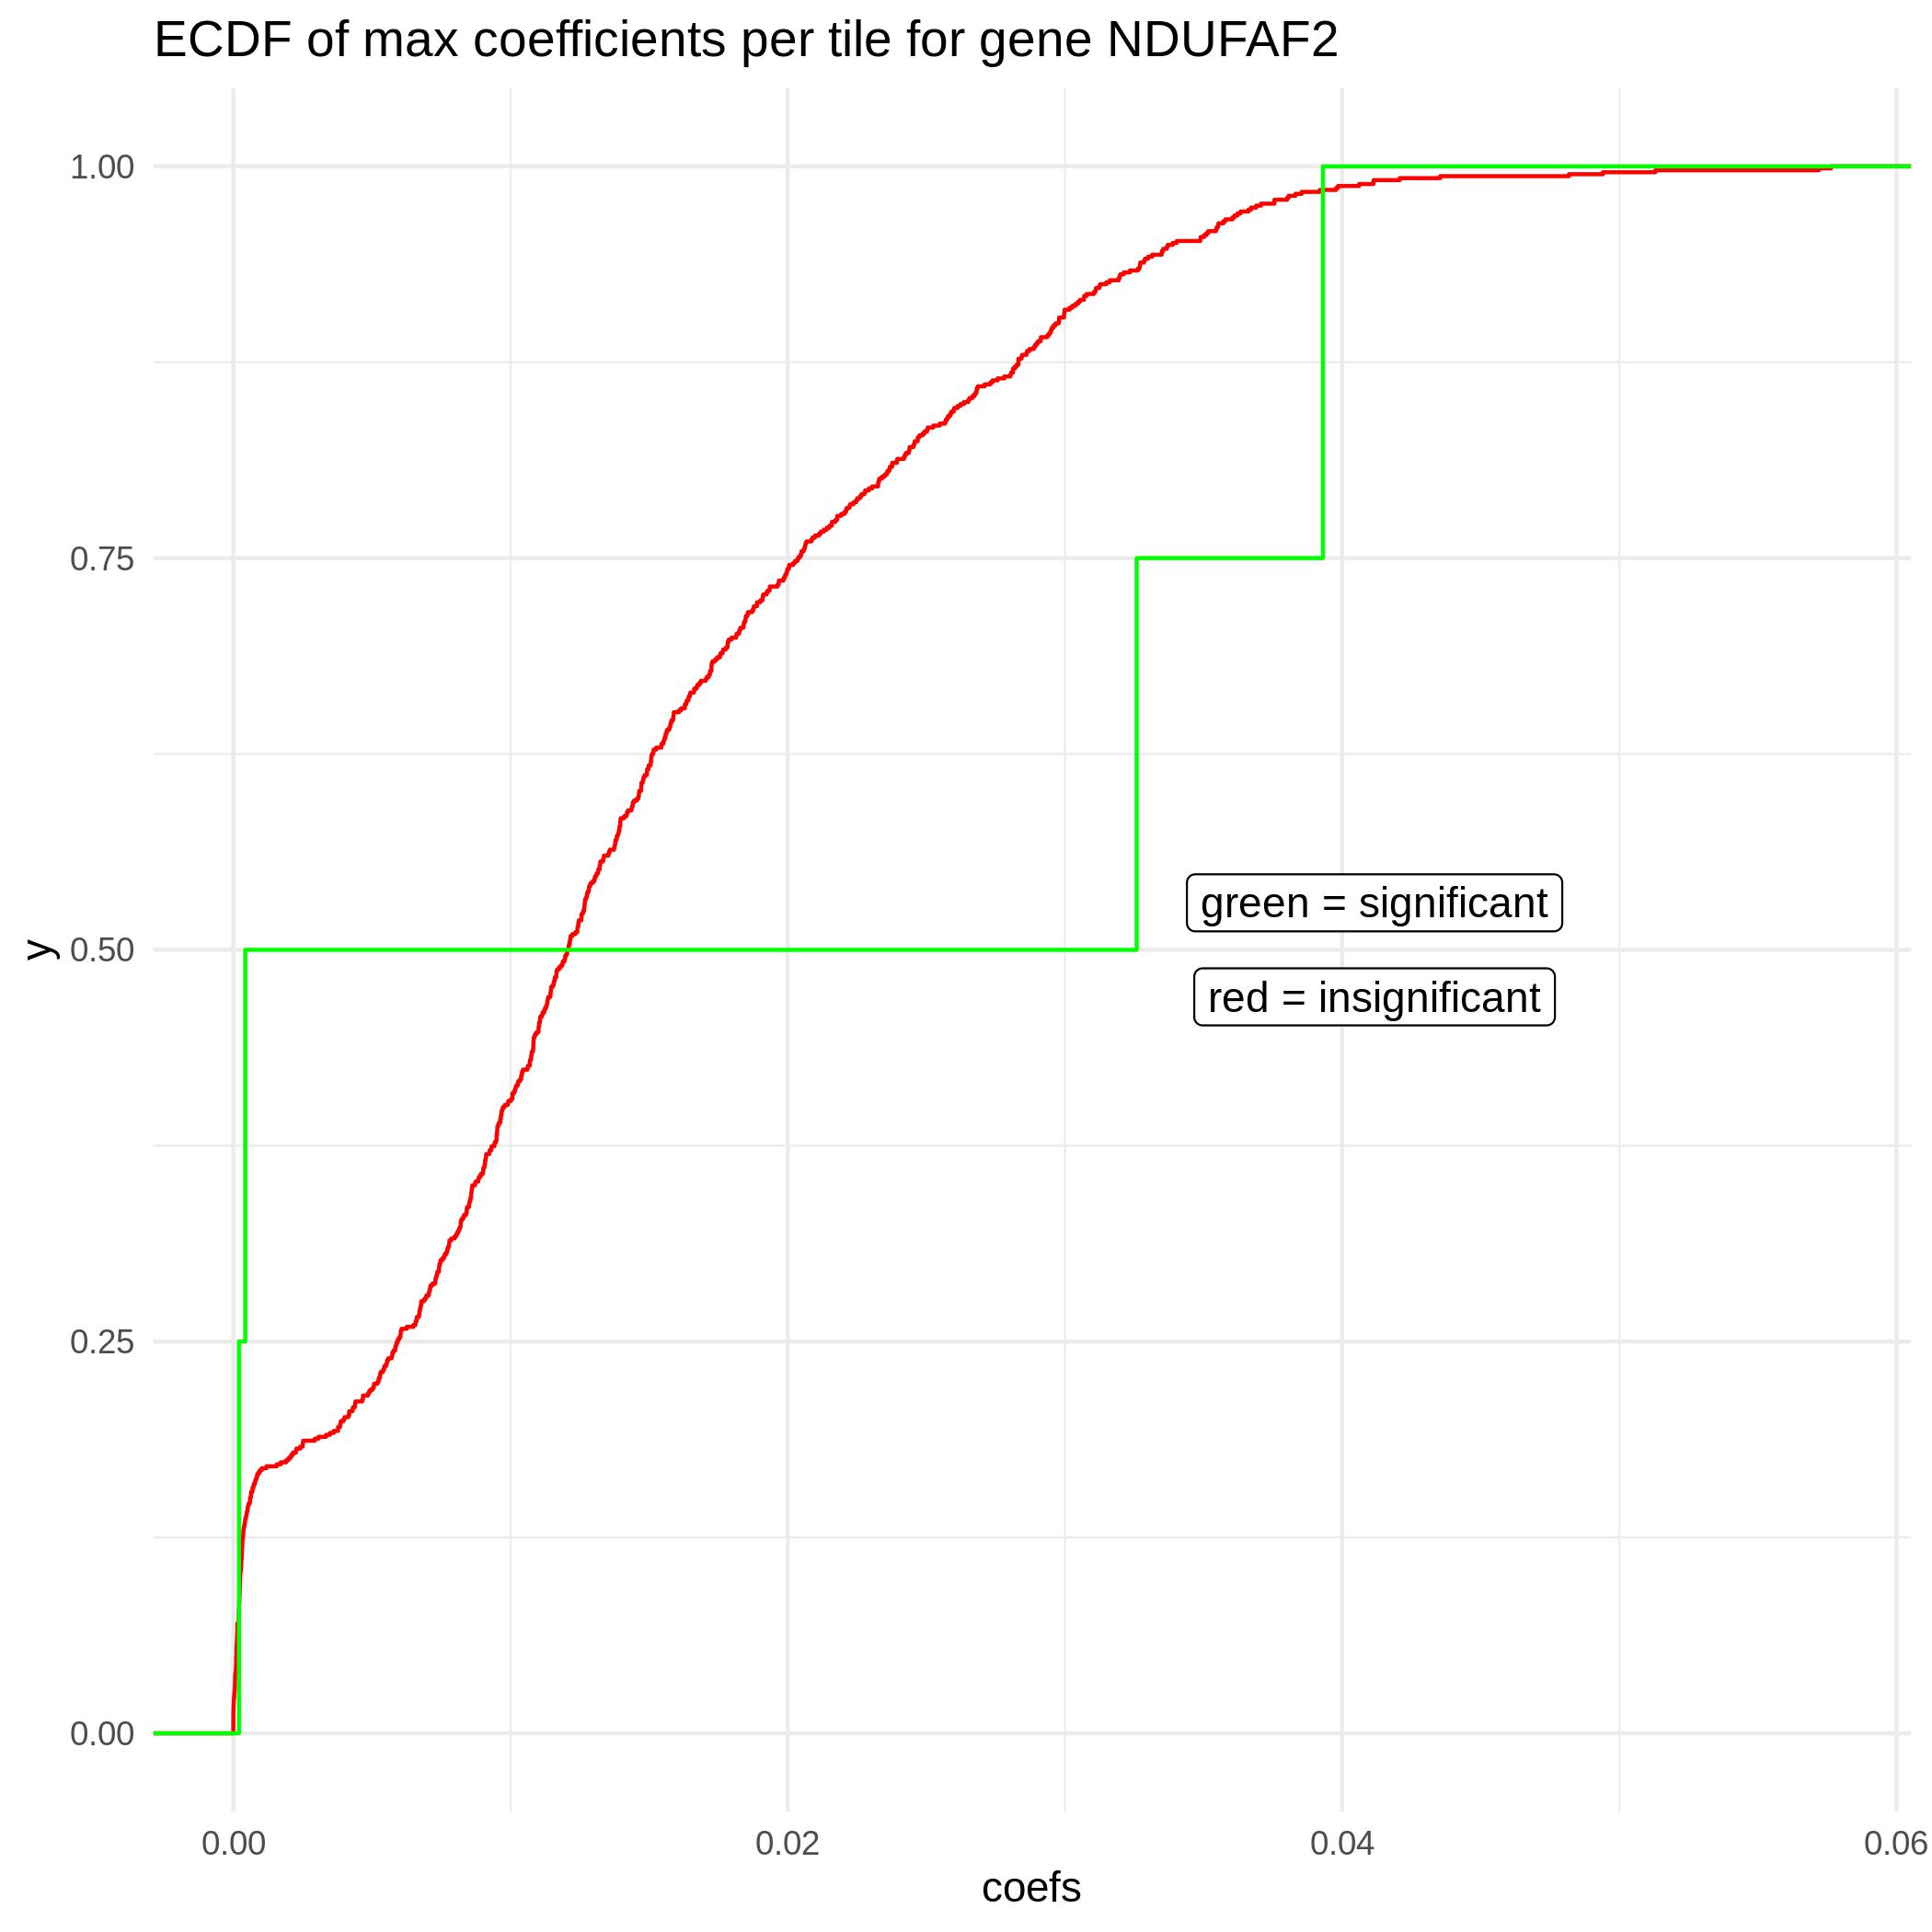 ECDF of max coefficients per tile for gene NDUFAF2
1.00
0.75
0.50
0.25
0.00
y
green = significant
red = insignificant
0.00
0.02
0.04
0.06
coefs